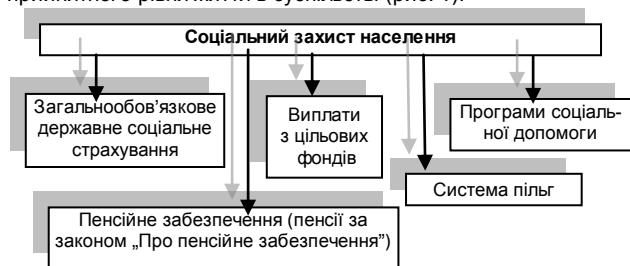 прийнятного рівня життя в суспільстві (рис. 1).
Соціальний захист населення
Загальнообов’язкове
державне соціальне
страхування
Виплати
з цільових
фондів
Програми соціаль-
ної допомоги
Система пільг
Пенсійне забезпечення (пенсії за
законом „Про пенсійне забезпечення”)